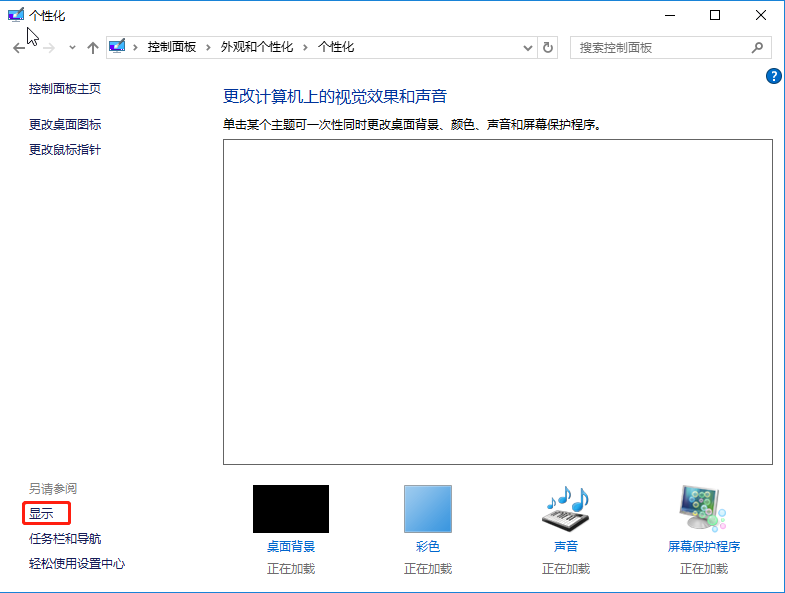 个性化
控制面板 › 外观和个性化 › 个性化
搜索控制面板
?
控制面板主页
更改桌面图标
更改鼠标指针
更改计算机上的视觉效果和声音
单击某个主题可一次性同时更改桌面背景、颜色、声音和屏幕保护程序。
另请参阅
显示
任务栏和导航
轻松使用设置中心
桌面背景
正在加载
彩色
正在加载
声音
正在加载
屏幕保护程序
正在加载